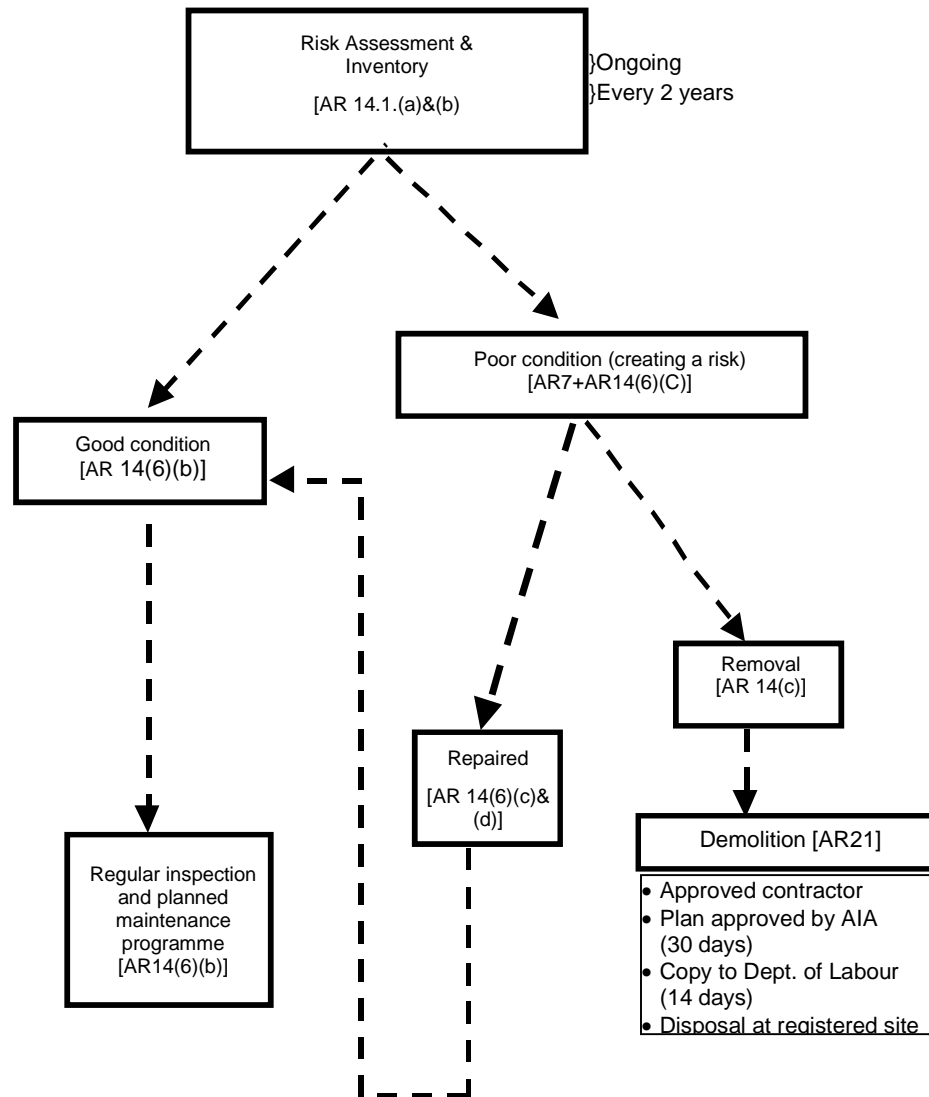 Risk Assessment &
Inventory
[AR 14.1.(a)&(b)
}Ongoing
}Every 2 years
Poor condition (creating a risk)
[AR7+AR14(6)(C)]
Good condition
[AR 14(6)(b)]
Removal
[AR 14(c)]
Repaired
[AR 14(6)(c)&
(d)]
Demolition [AR21]
Regular inspection
and planned
maintenance
programme
[AR14(6)(b)]
• Approved contractor
• Plan approved by AIA
(30 days)
• Copy to Dept. of Labour
(14 days)
• Disposal at registered site